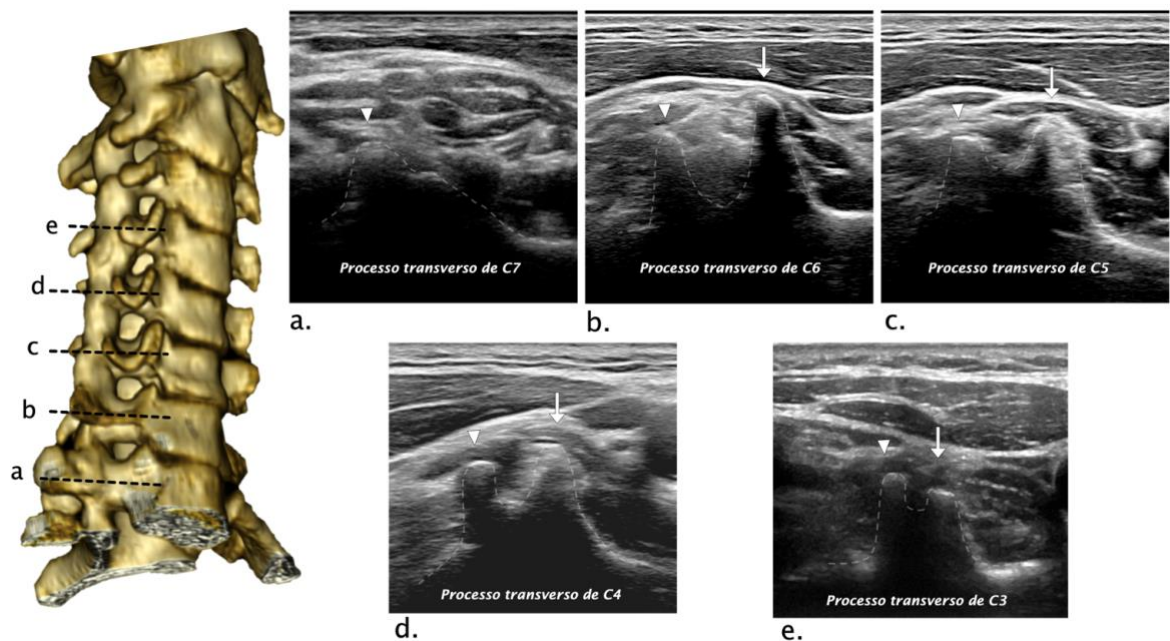 e
d
c
b
a
Processo transverso de C7
a.
Processo transverso de C6
b.
Processo transverso de C5
c.
Processo transverso de C4
d.
Processo transverso de C3
e.